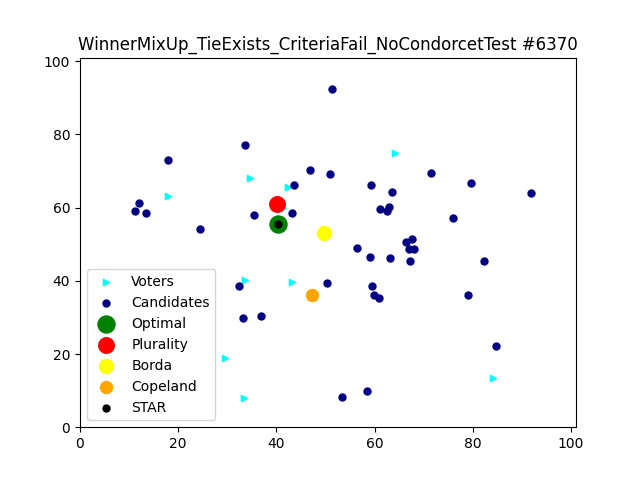 WinnerMixUp_TieExists_CriteriaFail_NoCondorcetTest #6370
100
80
60
40
20
0
Voters
Candidates
Optimal
Plurality
Borda
Copeland
STAR
0 20 40 60 80 100